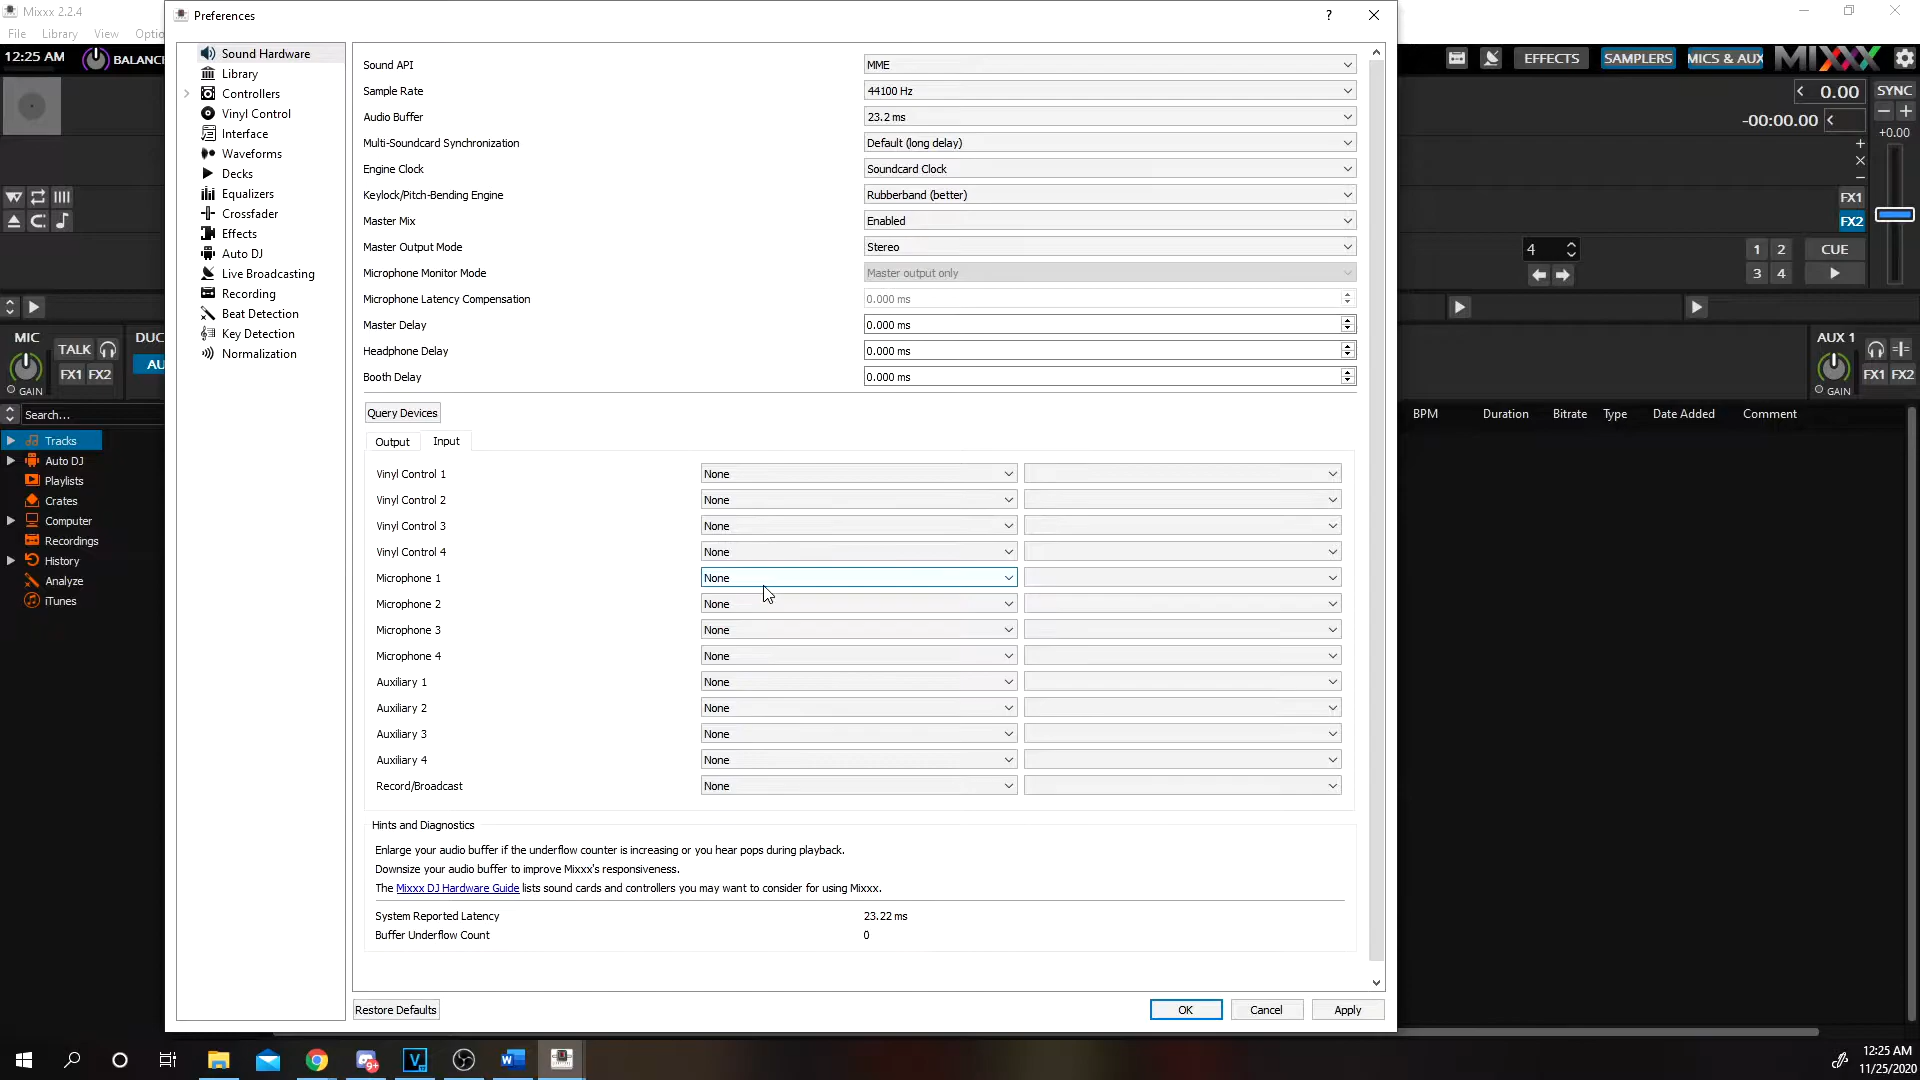 Mixxx 2.2.4
File Library View Optio
12:25 AM BALANC
Preferences
?
Sound Hardware
Library
Controllers
Vinyl Control
Interface
Waveforms
Decks
Equalizers
Crossfader
Effects
Auto DJ
Live Broadcasting
Recording
Beat Detection
Key Detection
Normalization
Sound API MME
Sample Rate 44100 Hz
Audio Buffer 23.2 ms
Multi-Soundcard Synchronization Default (long delay)
Engine Clock Soundcard Clock
Keylock/Pitch-Bending Engine Rubberband (better)
Master Mix Enabled
Master Output Mode Stereo
Microphone Monitor Mode Master output only
Microphone Latency Compensation 0.000 ms
Master Delay 0.000 ms
Headphone Delay 0.000 ms
Booth Delay 0.000 ms
Query Devices
Output Input
Vinyl Control 1 None
Vinyl Control 2 None
Vinyl Control 3 None
Vinyl Control 4 None
Microphone 1 None
Microphone 2 None
Microphone 3 None
Microphone 4 None
Auxiliary 1 None
Auxiliary 2 None
Auxiliary 3 None
Auxiliary 4 None
Record/Broadcast None
Hints and Diagnostics
Enlarge your audio buffer if the underflow counter is increasing or you hear pops during playback.
Downsize your audio buffer to improve Mixxx's responsiveness.
The Mixxx DJ Hardware Guide lists sound cards and controllers you may want to consider for using Mixxx.
System Reported Latency 23.22 ms
Buffer Underflow Count 0
Restore Defaults OK Cancel Apply
EFFECTS SAMPLERS MICS & AUX MIXXX
0.00 SYNC
-00:00.00
+0.00
FX1
FX2
4 1 2 CUE
3 4
MIC TALK DUC
FX1 FX2 AU
GAIN
AUX 1
FX1 FX2
GAIN
Search...
Tracks
Auto DJ
Playlists
Crates
Computer
Recordings
History
Analyze
iTunes
BPM Duration Bitrate Type Date Added Comment
9+ V W
12:25 AM
11/25/2020